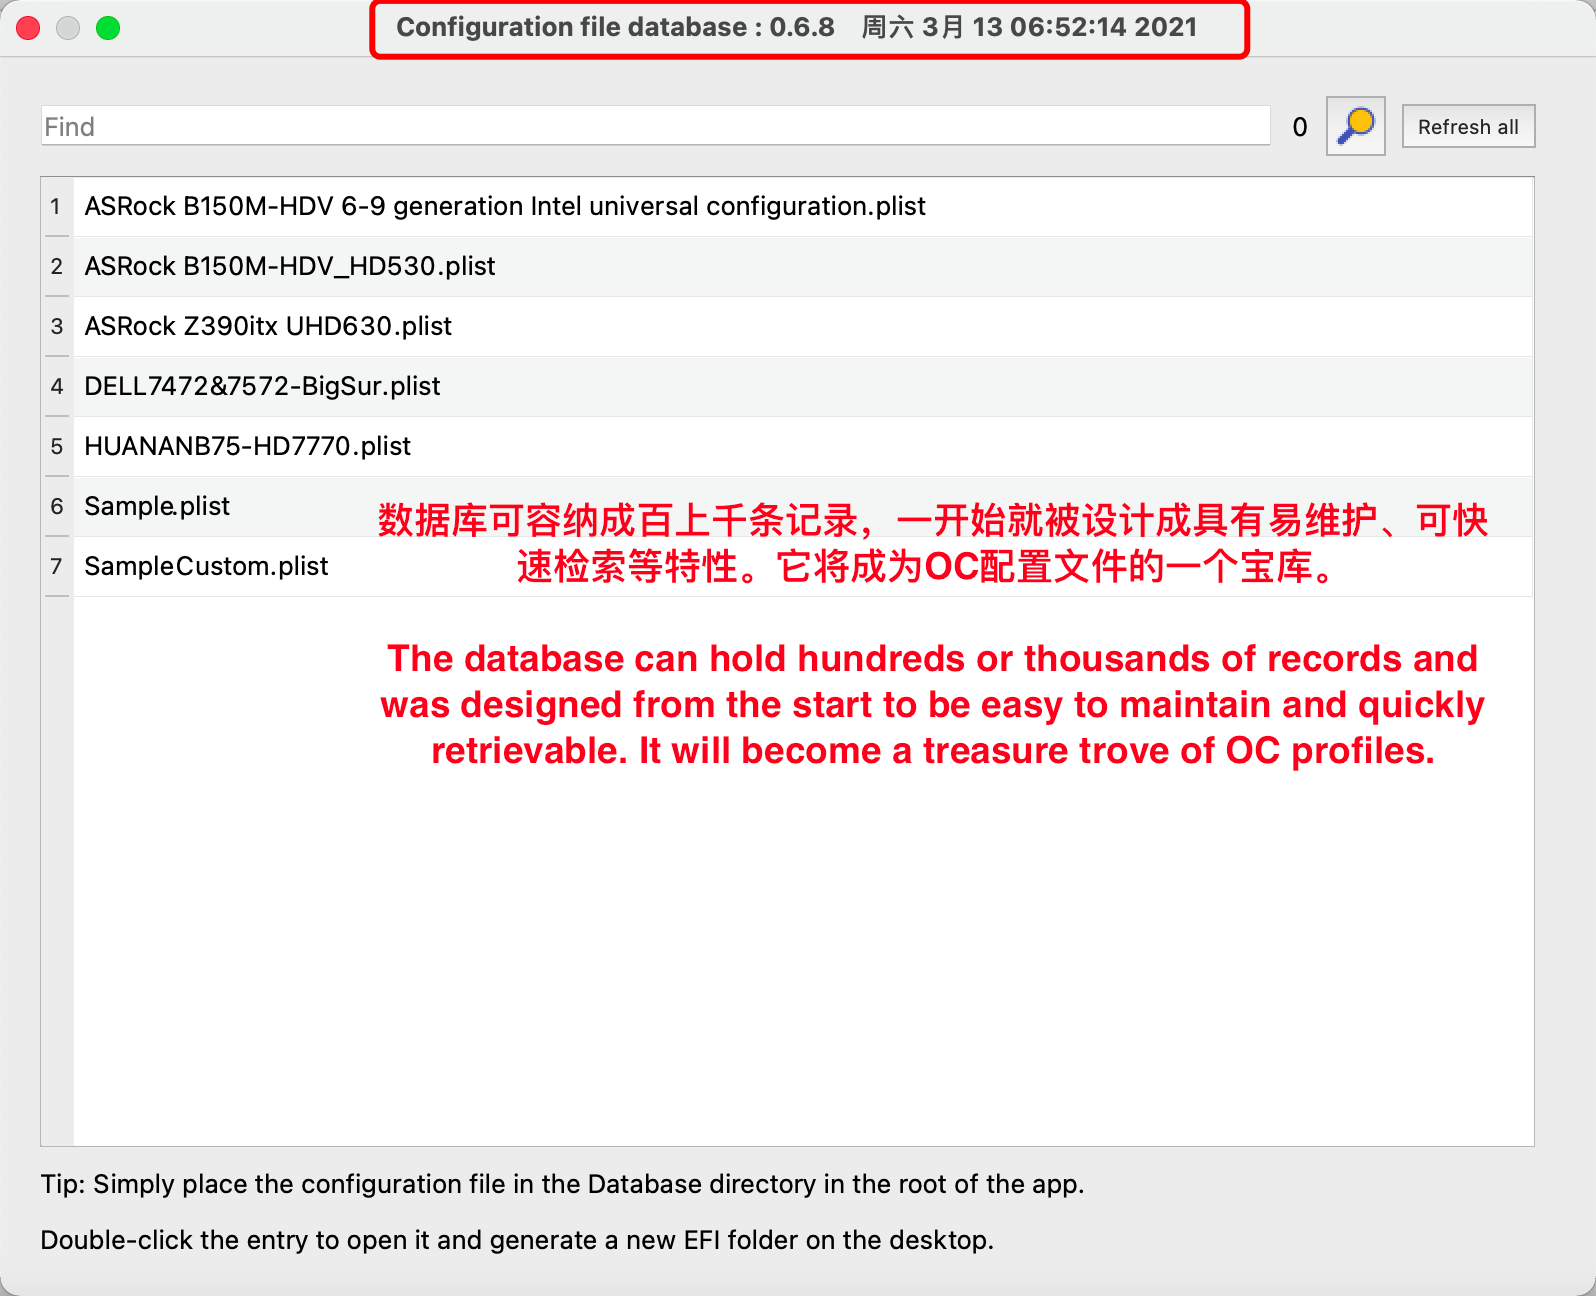 Configuration file database : 0.6.8 周六 3月 13 06:52:14 2021
Find 0 Refresh all
1 ASRock B150M-HDV 6-9 generation Intel universal configuration.plist
2 ASRock B150M-HDV_HD530.plist
3 ASRock Z390itx UHD630.plist
4 DELL7472&7572-BigSur.plist
5 HUANANB75-HD7770.plist
6 Sample.plist
7 SampleCustom.plist
数据库可容纳成百上千条记录，一开始就被设计成具有易维护、可快
速检索等特性。它将成为OC配置文件的一个宝库。
The database can hold hundreds or thousands of records and
was designed from the start to be easy to maintain and quickly
retrievable. It will become a treasure trove of OC profiles.
Tip: Simply place the configuration file in the Database directory in the root of the app.
Double-click the entry to open it and generate a new EFI folder on the desktop.